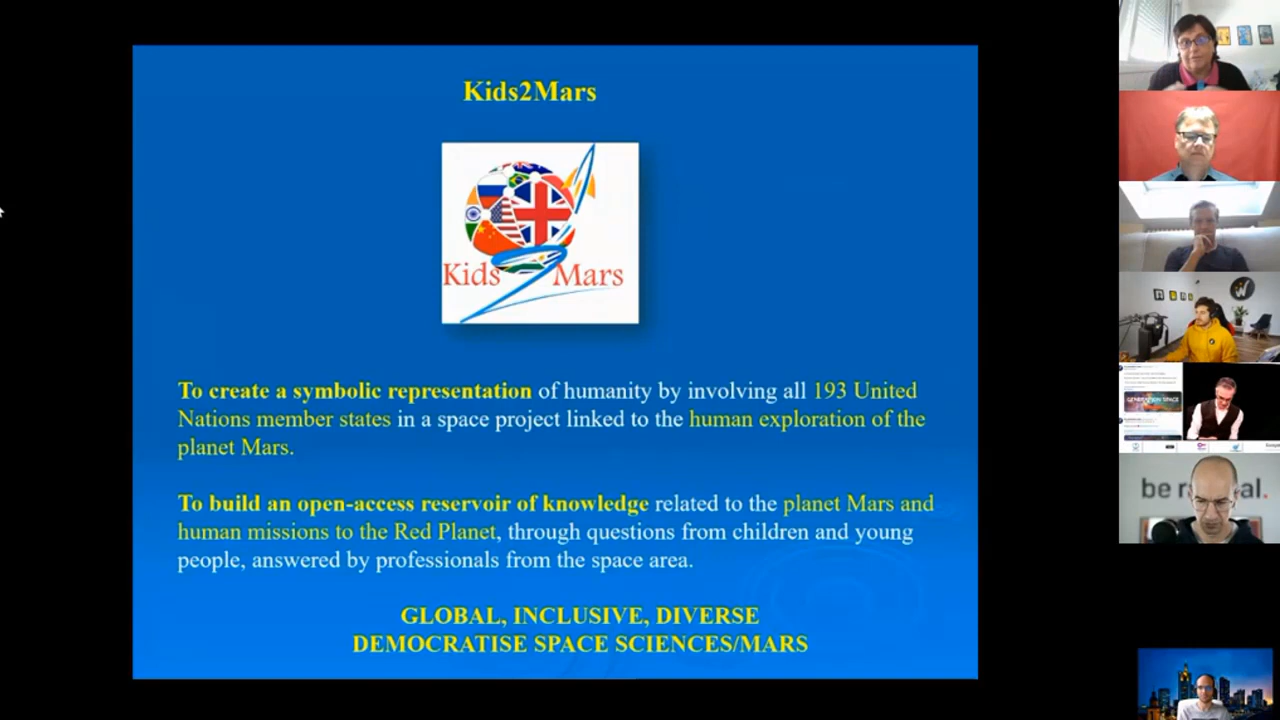 Kids2Mars
Kids Mars
To create a symbolic representation of humanity by involving all 193 United
Nations member states in a space project linked to the human exploration of the
planet Mars.
To build an open-access reservoir of knowledge related to the planet Mars and
human missions to the Red Planet, through questions from children and young
people, answered by professionals from the space area.
GLOBAL, INCLUSIVE, DIVERSE
DEMOCRATISE SPACE SCIENCES/MARS
GENERATION SPACE
be r
al.